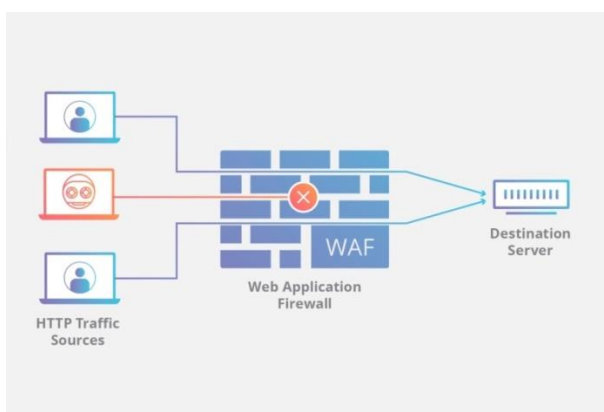 WAF
Web Application
Firewall
Destination
Server
HTTP Traffic
Sources